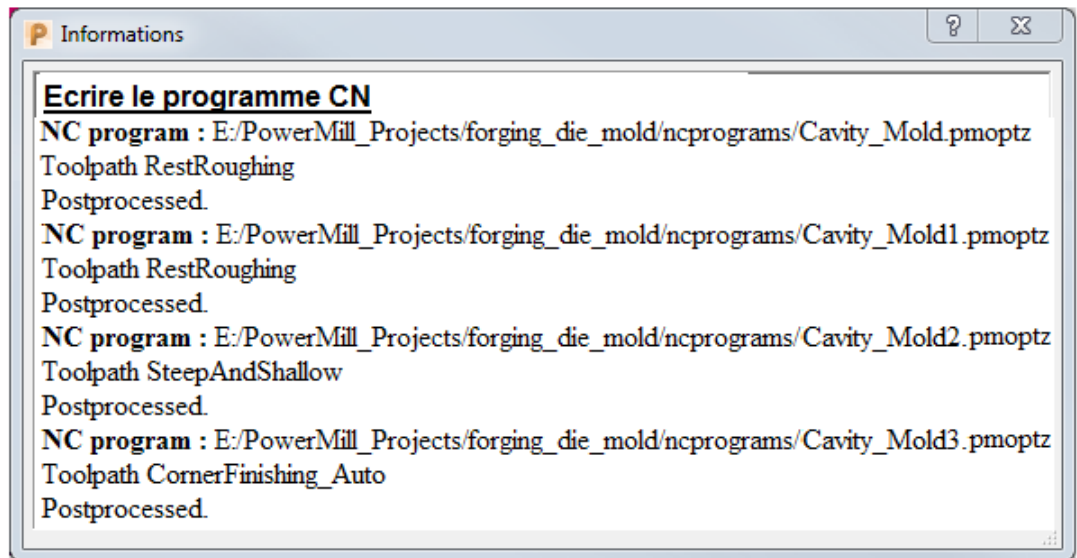 Informations
Ecrire le programme CN
NC program : E:/PowerMill_Projects/forging_die_mold/ncprograms/Cavity_Mold.pmoptz
Toolpath RestRoughing
Postprocessed.
NC program : E:/PowerMill_Projects/forging_die_mold/ncprograms/Cavity_Mold1.pmoptz
Toolpath RestRoughing
Postprocessed.
NC program : E:/PowerMill_Projects/forging_die_mold/ncprograms/Cavity_Mold2.pmoptz
Toolpath SteepAndShallow
Postprocessed.
NC program : E:/PowerMill_Projects/forging_die_mold/ncprograms/Cavity_Mold3.pmoptz
Toolpath CornerFinishing_Auto
Postprocessed.